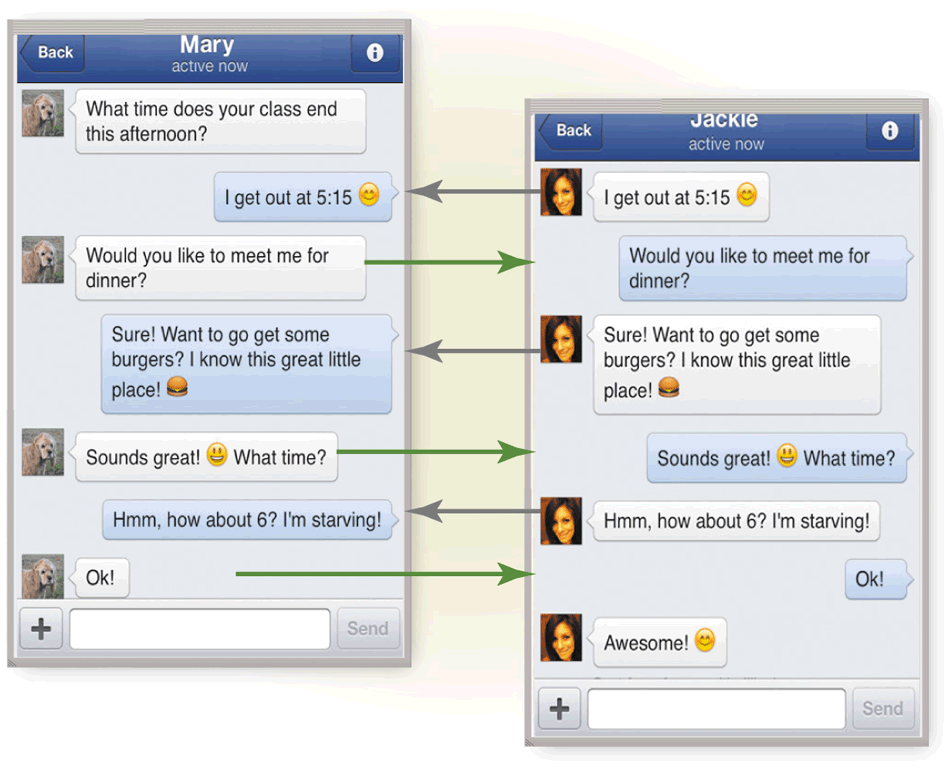 Back
Mary
active now
What time does your class end
this afternoon?
I get out at 5:15 😊
Would you like to meet me for
dinner?
Sure! Want to go get some
burgers? I know this great little
place! 🍔
Sounds great! 😃 What time?
Hmm, how about 6? I'm starving!
Ok!
Send
Back
Jackie
active now
I get out at 5:15 😊
Would you like to meet me for
dinner?
Sure! Want to go get some
burgers? I know this great little
place! 🍔
Sounds great! 😃 What time?
Hmm, how about 6? I'm starving!
Ok!
Awesome! 😊
Send